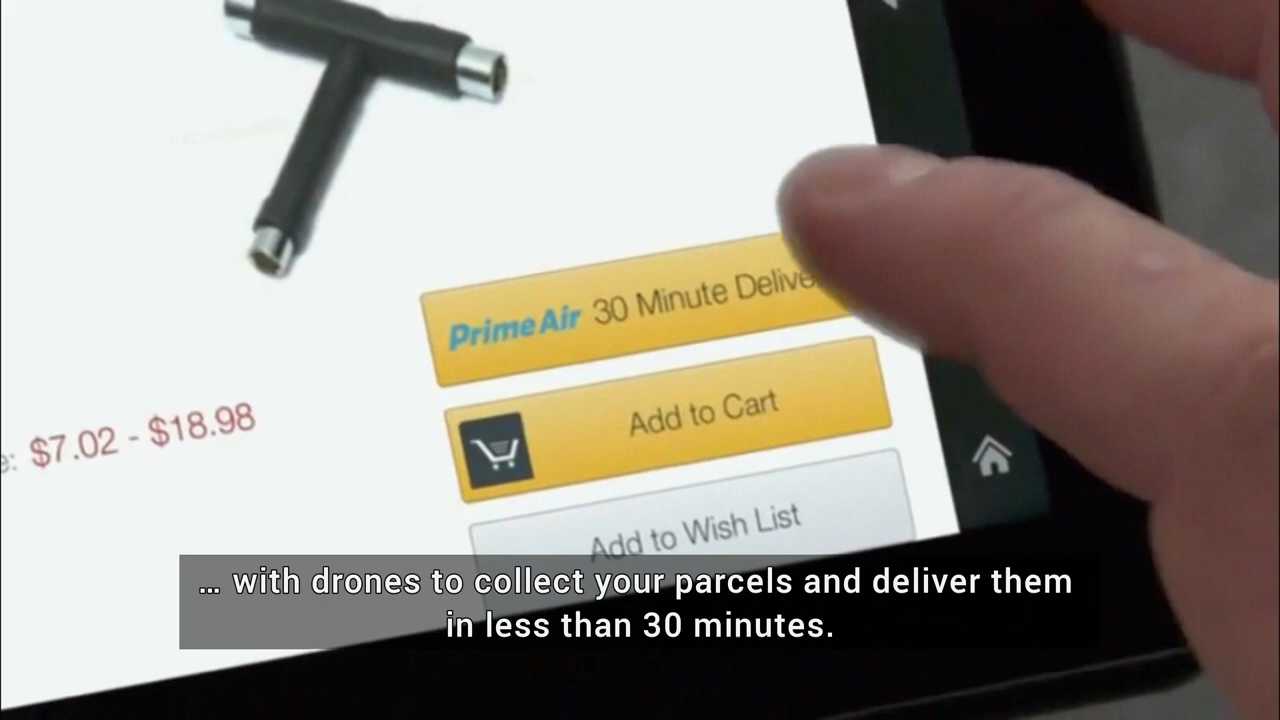 Prime Air 30 Minute Delive
Add to Cart
$7.02 - $18.98
Add to Wish List
… with drones to collect your parcels and deliver them
in less than 30 minutes.